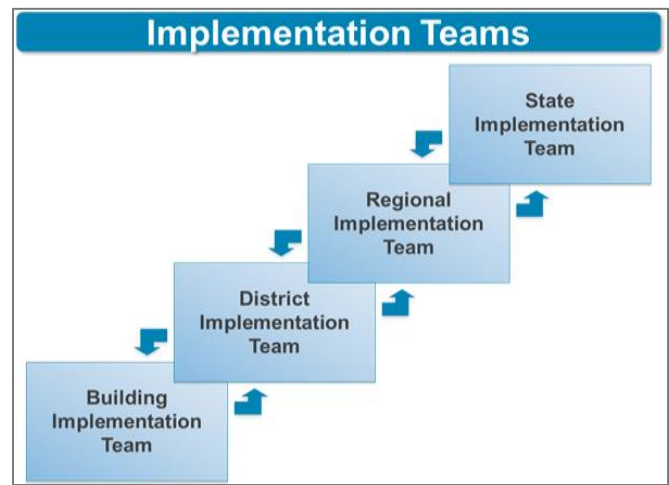 Implementation Teams
State
Implementation
Team
Regional
Implementation
Team
District
Implementation
Team
Building
Implementation
Team